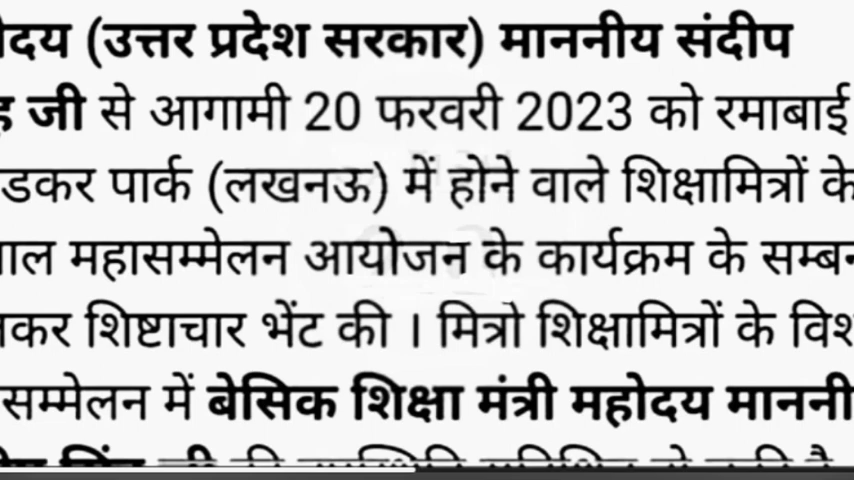 ोदय (उत्तर प्रदेश सरकार) माननीय संदीप
ह जी से आगामी 20 फरवरी 2023 को रमाबाई
डकर पार्क (लखनऊ) में होने वाले शिक्षामित्रों के
ाल महासम्मेलन आयोजन के कार्यक्रम के सम्बन
कर शिष्टाचार भेंट की । मित्रो शिक्षामित्रों के विश
सम्मेलन में बेसिक शिक्षा मंत्री महोदय माननी